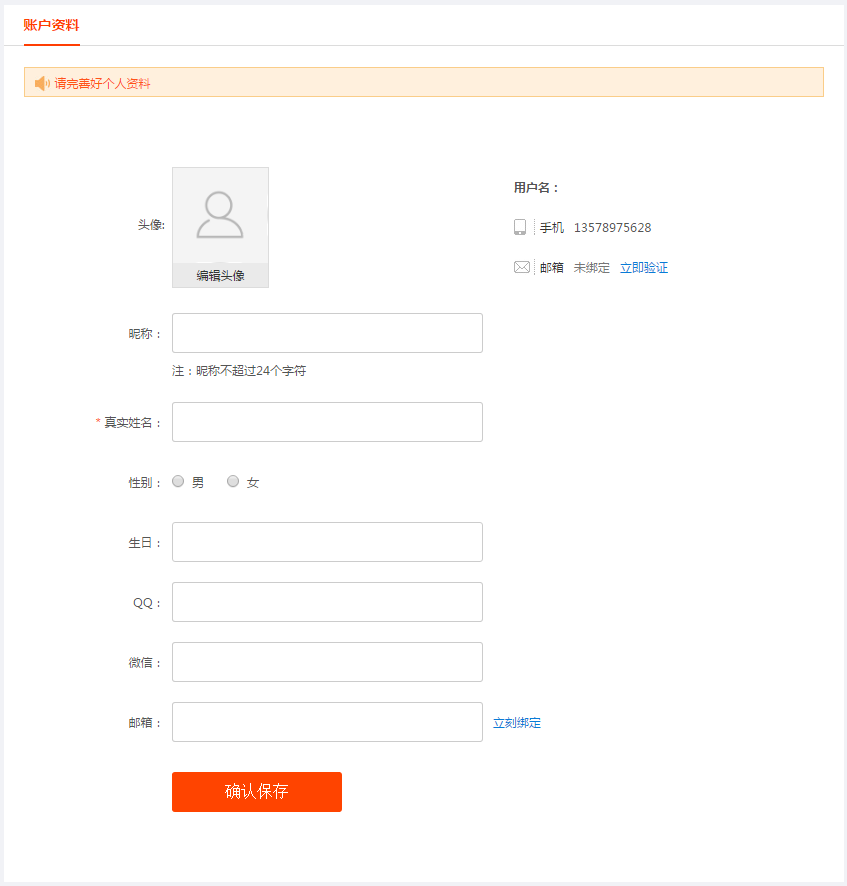 账户资料
请完善好个人资料
头像:
编辑头像
用户名：
手机 13578975628
邮箱 未绑定 立即验证
昵称：
注：昵称不超过24个字符
* 真实姓名：
性别： 男 女
生日：
QQ：
微信：
邮箱： 立刻绑定
确认保存